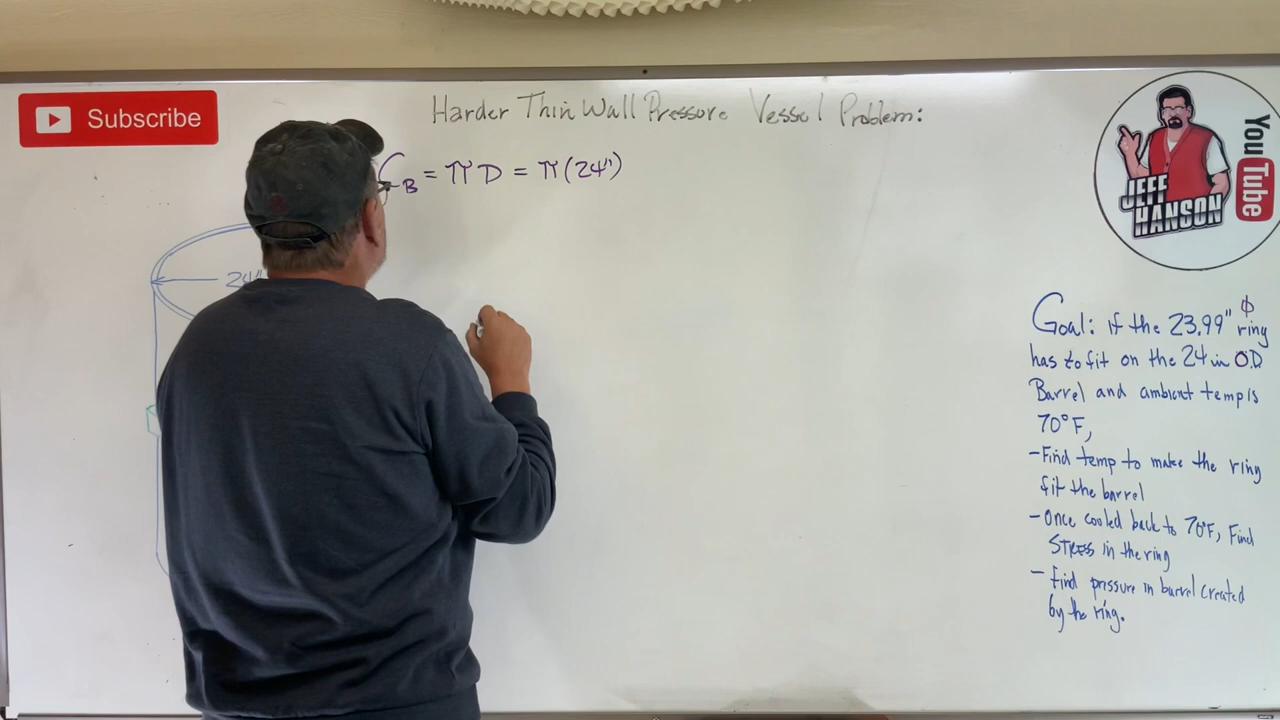 Subscribe
Harder Thin Wall Pressure Vessel Problem:
C_B = πD = π(24")
24"
YouTube
JEFF
HANSON
Goal: if the 23.99" ϕ ring
has to fit on the 24 in O.D
Barrel and ambient temp is
70°F,
- Find temp to make the ring
fit the barrel
- Once cooled back to 70°F, Find
STRESS in the ring
- find pressure in barrel created
by the ring.